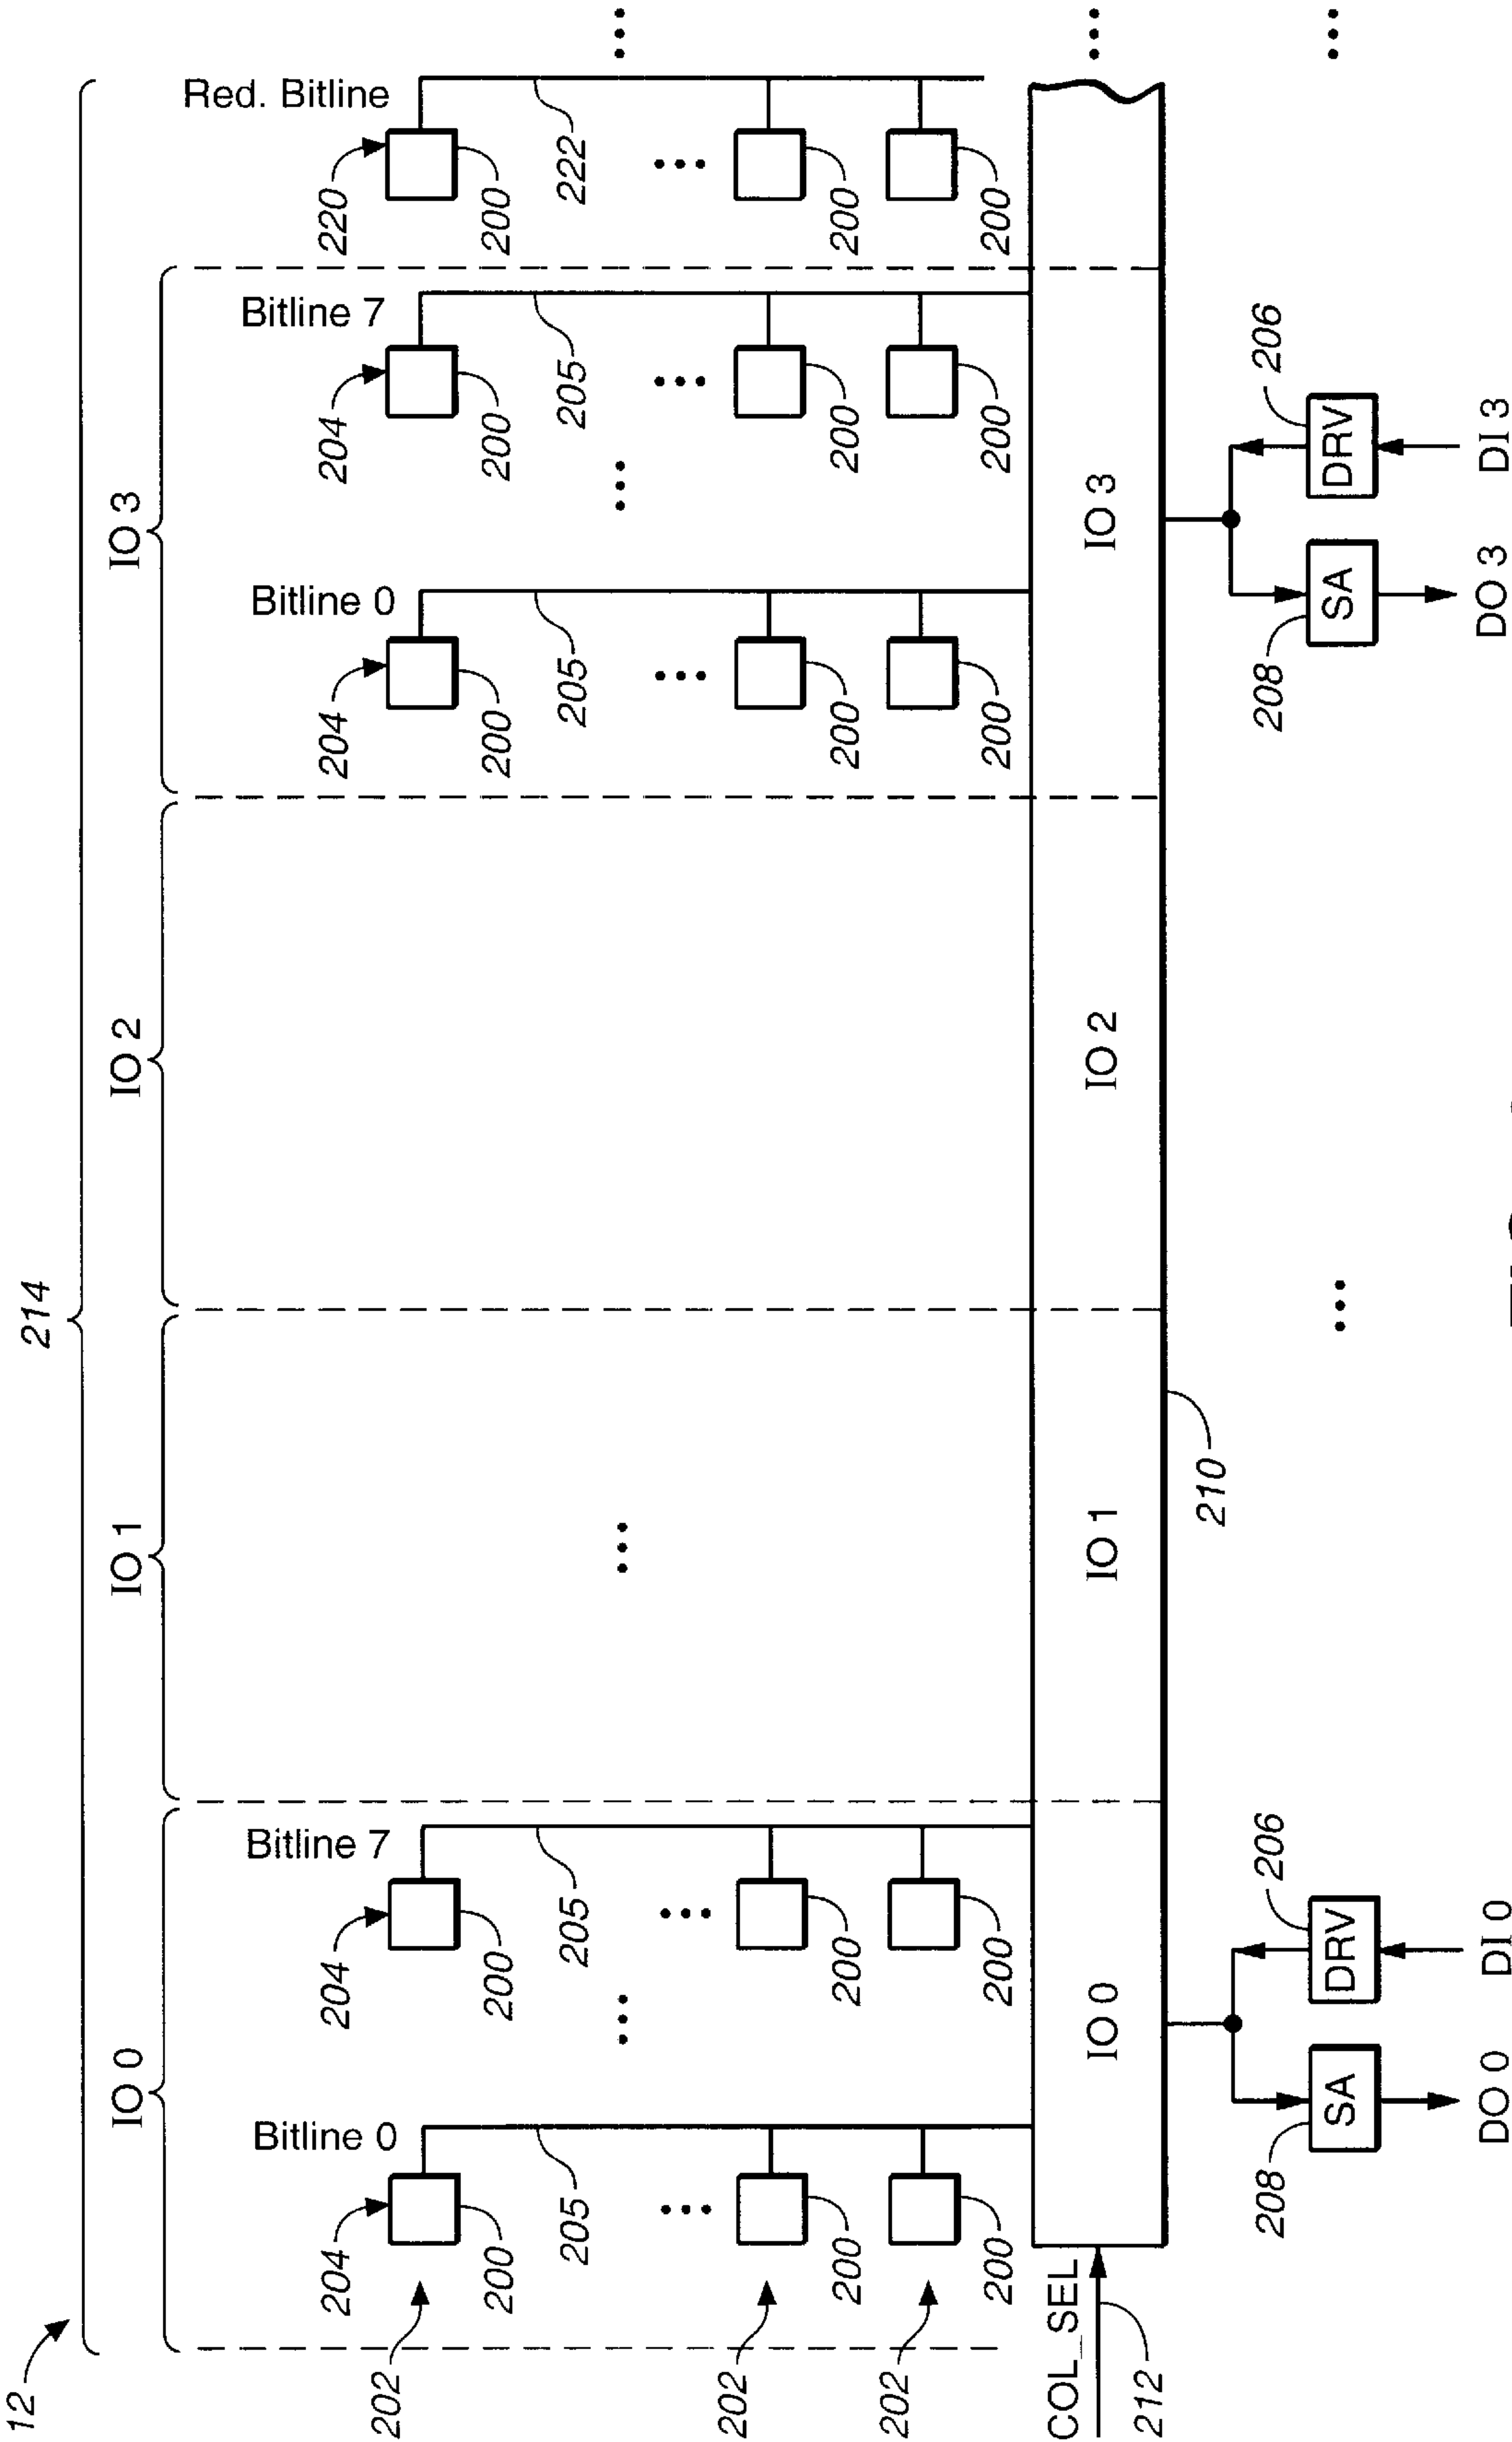 12
214
IO 0
IO 1
IO 2
IO 3
Bitline 0
Bitline 7
Bitline 0
Bitline 7
Red. Bitline
204
204
204
204
220
202
200
200
200
200
200
205
205
205
205
222
202
200
200
200
200
200
202
200
200
200
200
200
COL_SEL
IO 0
IO 1
IO 2
IO 3
212
210
208
206
208
206
SA
DRV
SA
DRV
DO 0
DI 0
DO 3
DI 3